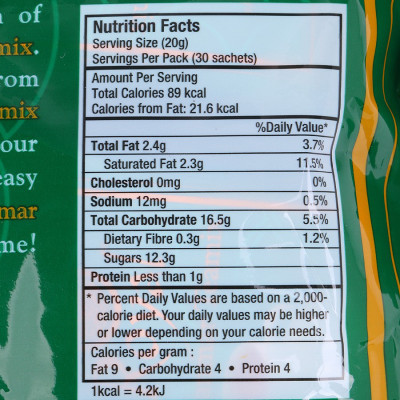 n of
mix.
rom
mix
our
easy
mar
me!
Nutrition Facts
Serving Size (20g)
Servings Per Pack (30 sachets)
Amount Per Serving
Total Calories 89 kcal
Calories from Fat: 21.6 kcal
%Daily Value*
Total Fat 2.4g 3.7%
Saturated Fat 2.3g 11.5%
Cholesterol 0mg 0%
Sodium 12mg 0.5%
Total Carbohydrate 16.5g 5.5%
Dietary Fibre 0.3g 1.2%
Sugars 12.3g
Protein Less than 1g
* Percent Daily Values are based on a 2,000-
calorie diet. Your daily values may be higher
or lower depending on your calorie needs.
Calories per gram :
Fat 9 • Carbohydrate 4 • Protein 4
1kcal = 4.2kJ